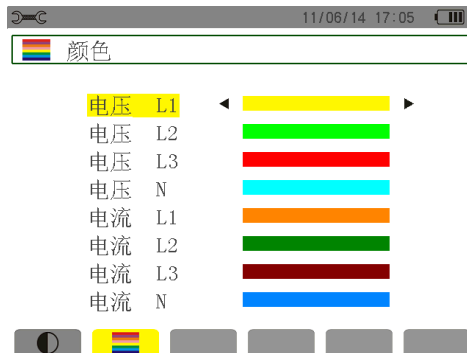 11/06/14 17:05
颜色
电压 L1
电压 L2
电压 L3
电压 N
电流 L1
电流 L2
电流 L3
电流 N